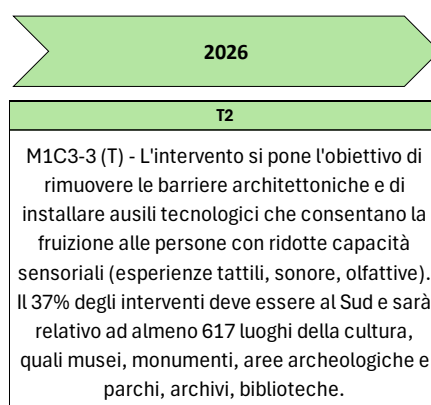 2026
T2
M1C3-3 (T) - L'intervento si pone l'obiettivo di
rimuovere le barriere architettoniche e di
installare ausili tecnologici che consentano la
fruizione alle persone con ridotte capacità
sensoriali (esperienze tattili, sonore, olfattive).
Il 37% degli interventi deve essere al Sud e sarà
relativo ad almeno 617 luoghi della cultura,
quali musei, monumenti, aree archeologiche e
parchi, archivi, biblioteche.